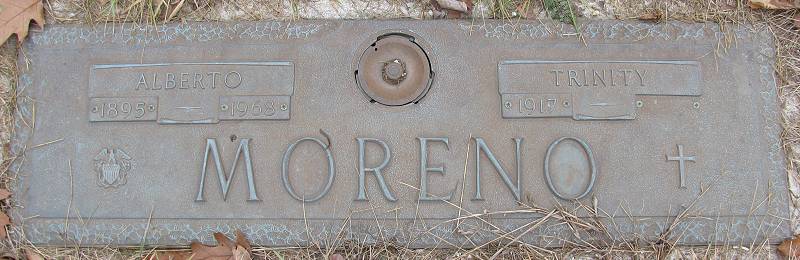 ALBERTO
1895 1968
TRINITY
1917
MORENO